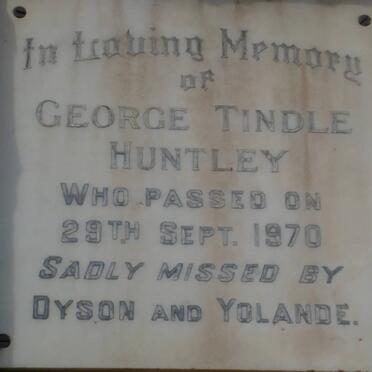 In Loving Memory
of
GEORGE TINDLE
HUNTLEY
WHO PASSED ON
29TH SEPT. 1970
SADLY MISSED BY
DYSON AND YOLANDE.